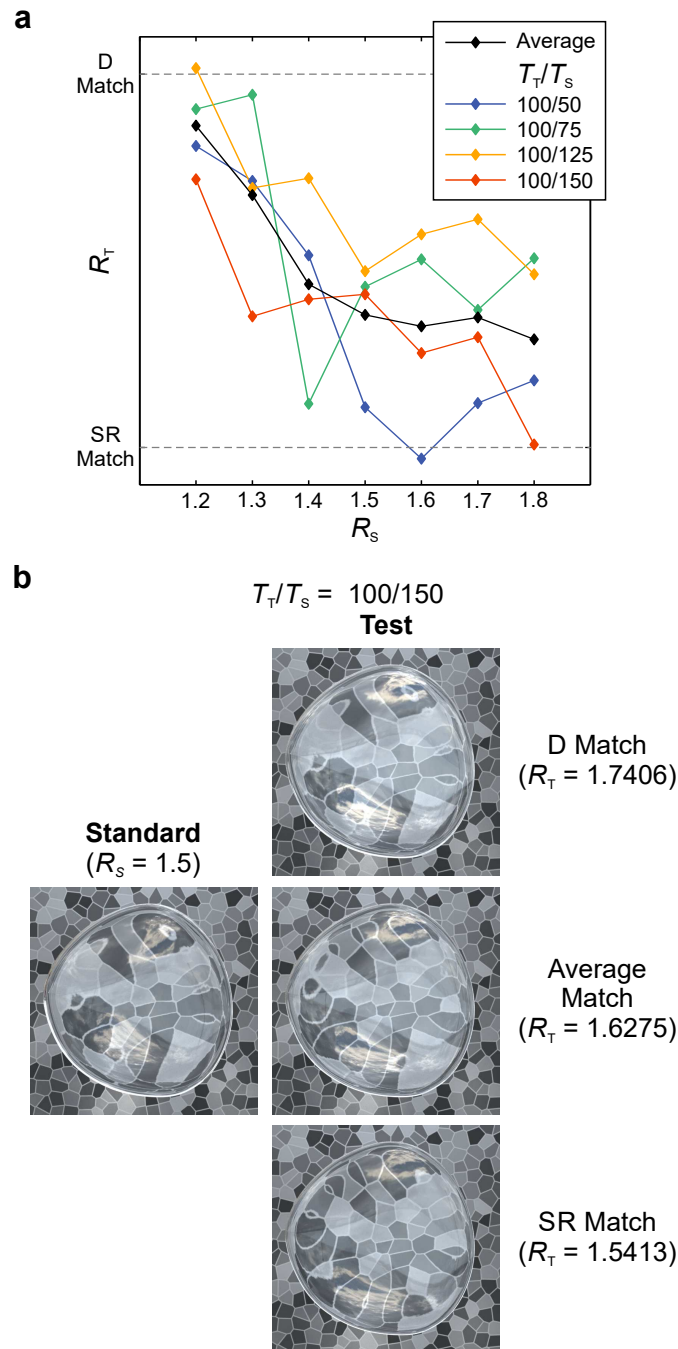 a
D
Match
Average
T_T/T_S
100/50
100/75
100/125
100/150
R_T
SR
Match
1.2 1.3 1.4 1.5 1.6 1.7 1.8
R_S
b
T_T/T_S = 100/150
Test
D Match
(R_T = 1.7406)
Standard
(R_S = 1.5)
Average
Match
(R_T = 1.6275)
SR Match
(R_T = 1.5413)